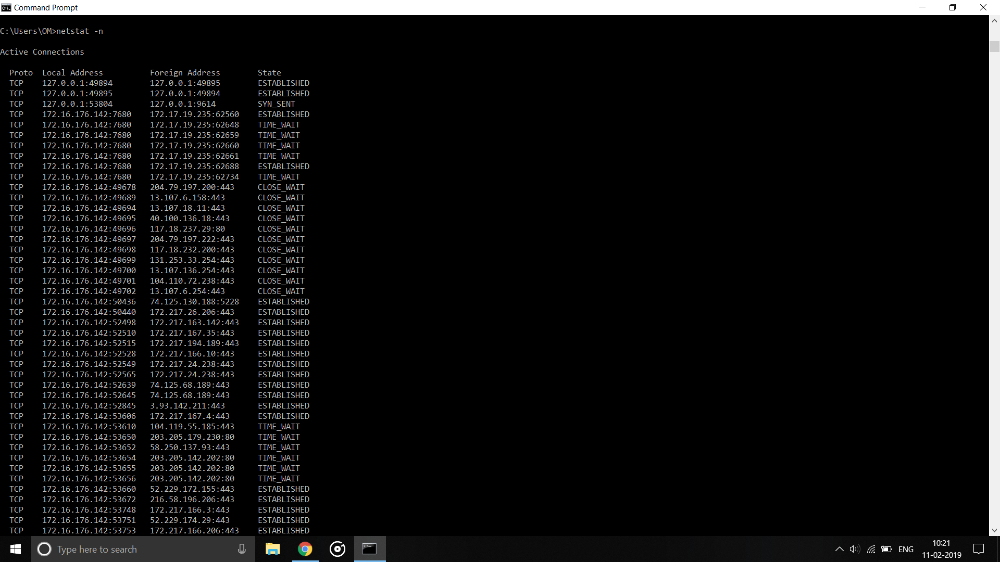 Command Prompt
C:\Users\OM>netstat -n
Active Connections
Proto  Local Address          Foreign Address        State
TCP    127.0.0.1:49894        127.0.0.1:49895        ESTABLISHED
TCP    127.0.0.1:49895        127.0.0.1:49894        ESTABLISHED
TCP    127.0.0.1:53804        127.0.0.1:9614         SYN_SENT
TCP    172.16.176.142:7680    172.17.19.235:62560    ESTABLISHED
TCP    172.16.176.142:7680    172.17.19.235:62648    TIME_WAIT
TCP    172.16.176.142:7680    172.17.19.235:62659    TIME_WAIT
TCP    172.16.176.142:7680    172.17.19.235:62660    TIME_WAIT
TCP    172.16.176.142:7680    172.17.19.235:62661    TIME_WAIT
TCP    172.16.176.142:7680    172.17.19.235:62688    ESTABLISHED
TCP    172.16.176.142:7680    172.17.19.235:62734    TIME_WAIT
TCP    172.16.176.142:49678   204.79.197.200:443     CLOSE_WAIT
TCP    172.16.176.142:49689   13.107.6.158:443       CLOSE_WAIT
TCP    172.16.176.142:49694   13.107.18.11:443       CLOSE_WAIT
TCP    172.16.176.142:49695   40.100.136.18:443      CLOSE_WAIT
TCP    172.16.176.142:49696   117.18.237.29:80       CLOSE_WAIT
TCP    172.16.176.142:49697   204.79.197.222:443     CLOSE_WAIT
TCP    172.16.176.142:49698   117.18.232.200:443     CLOSE_WAIT
TCP    172.16.176.142:49699   131.253.33.254:443     CLOSE_WAIT
TCP    172.16.176.142:49700   13.107.136.254:443     CLOSE_WAIT
TCP    172.16.176.142:49701   104.110.72.238:443     CLOSE_WAIT
TCP    172.16.176.142:49702   13.107.6.254:443       CLOSE_WAIT
TCP    172.16.176.142:50436   74.125.130.188:5228    ESTABLISHED
TCP    172.16.176.142:50440   172.217.26.206:443     ESTABLISHED
TCP    172.16.176.142:52498   172.217.163.142:443    ESTABLISHED
TCP    172.16.176.142:52510   172.217.167.35:443     ESTABLISHED
TCP    172.16.176.142:52515   172.217.194.189:443    ESTABLISHED
TCP    172.16.176.142:52528   172.217.166.10:443     ESTABLISHED
TCP    172.16.176.142:52549   172.217.24.238:443     ESTABLISHED
TCP    172.16.176.142:52565   172.217.24.238:443     ESTABLISHED
TCP    172.16.176.142:52639   74.125.68.189:443      ESTABLISHED
TCP    172.16.176.142:52645   74.125.68.189:443      ESTABLISHED
TCP    172.16.176.142:52845   3.93.142.211:443       ESTABLISHED
TCP    172.16.176.142:53606   172.217.167.4:443      ESTABLISHED
TCP    172.16.176.142:53610   104.119.55.185:443     TIME_WAIT
TCP    172.16.176.142:53650   203.205.179.230:80     TIME_WAIT
TCP    172.16.176.142:53652   58.250.137.93:443      TIME_WAIT
TCP    172.16.176.142:53654   203.205.142.202:80     TIME_WAIT
TCP    172.16.176.142:53655   203.205.142.202:80     TIME_WAIT
TCP    172.16.176.142:53656   203.205.142.202:80     TIME_WAIT
TCP    172.16.176.142:53660   52.229.172.155:443     ESTABLISHED
TCP    172.16.176.142:53672   216.58.196.206:443     ESTABLISHED
TCP    172.16.176.142:53748   172.217.166.3:443      ESTABLISHED
TCP    172.16.176.142:53751   52.229.174.29:443      ESTABLISHED
TCP    172.16.176.142:53753   172.217.166.206:443    ESTABLISHED
Type here to search
ENG
10:21
11-02-2019